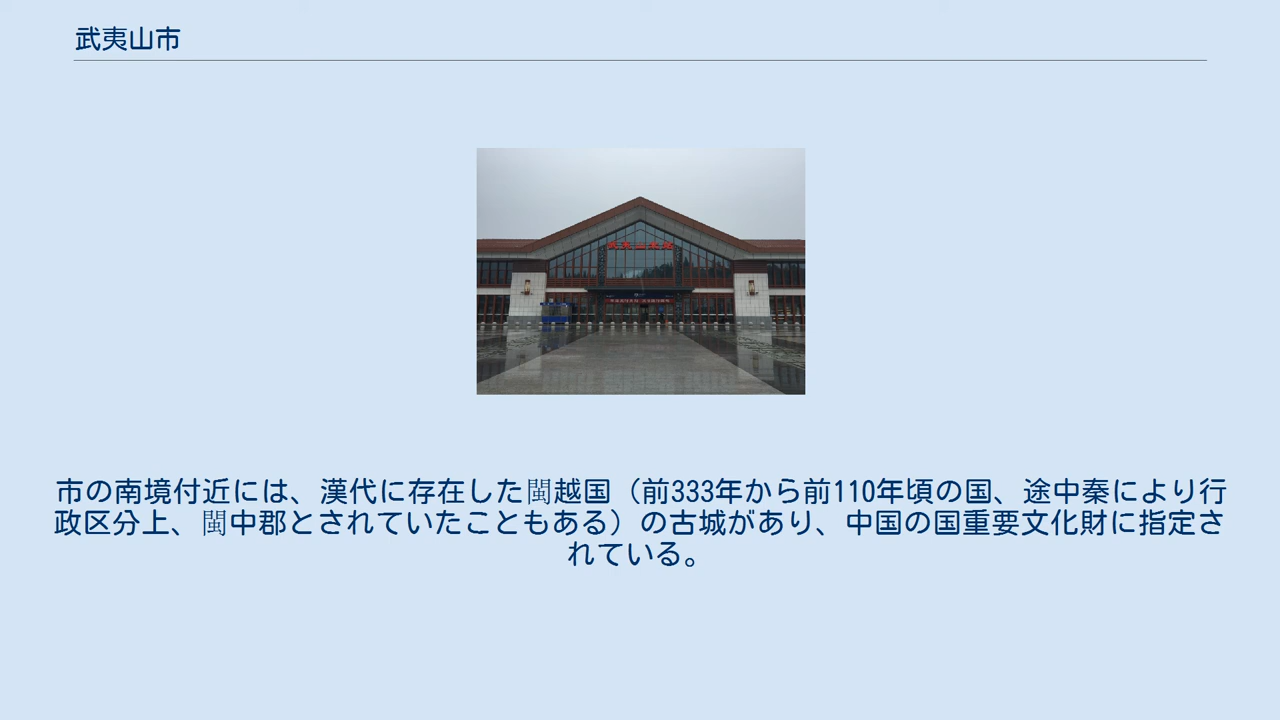 武夷山市
市の南境付近には、漢代に存在した閩越国（前333年から前110年頃の国、途中秦により行
政区分上、閩中郡とされていたこともある）の古城があり、中国の国重要文化財に指定さ
れている。